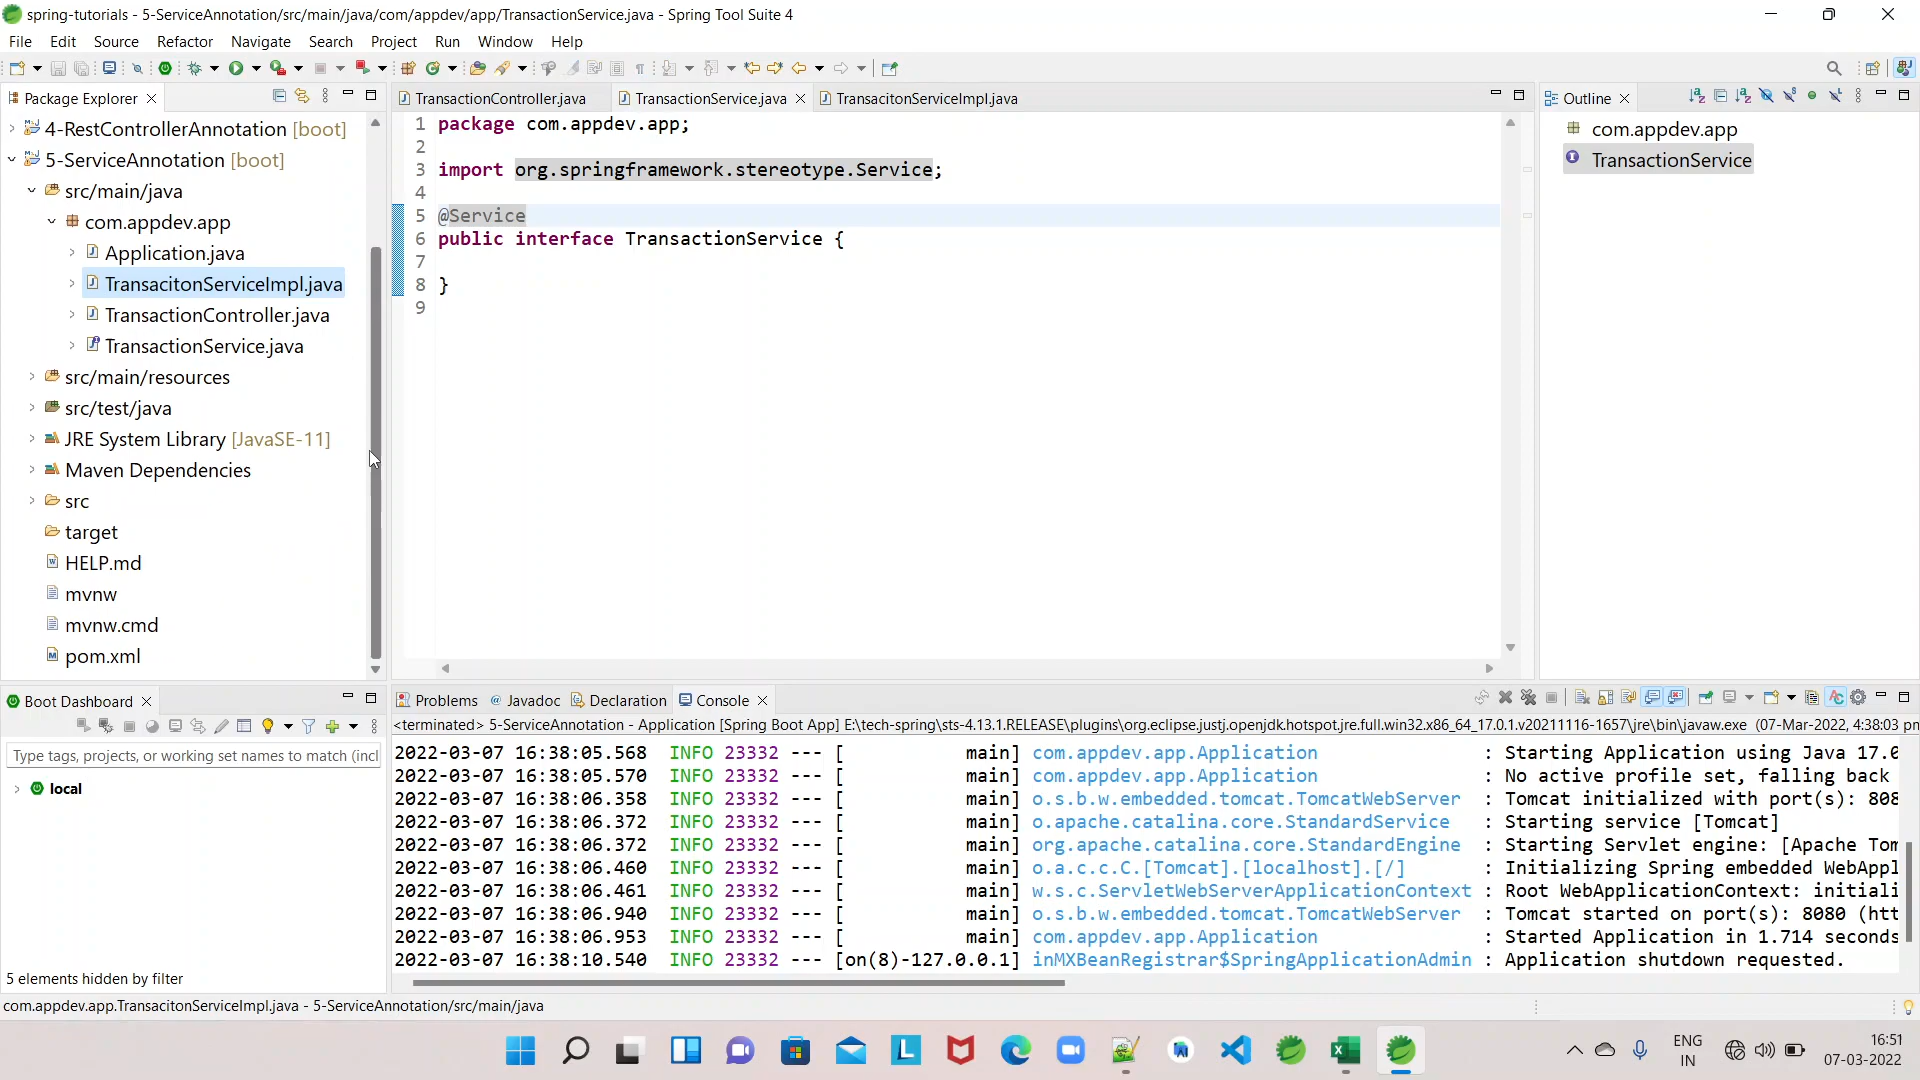 spring-tutorials - 5-ServiceAnnotation/src/main/java/com/appdev/app/TransactionService.java - Spring Tool Suite 4
File Edit Source Refactor Navigate Search Project Run Window Help
Package Explorer
4-RestControllerAnnotation [boot]
5-ServiceAnnotation [boot]
src/main/java
com.appdev.app
Application.java
TransacitonServiceImpl.java
TransactionController.java
TransactionService.java
src/main/resources
src/test/java
JRE System Library [JavaSE-11]
Maven Dependencies
src
target
HELP.md
mvnw
mvnw.cmd
pom.xml
TransactionController.java TransactionService.java TransacitonServiceImpl.java
1 package com.appdev.app;
2
3 import org.springframework.stereotype.Service;
4
5 @Service
6 public interface TransactionService {
7
8 }
9
Outline
com.appdev.app
TransactionService
Boot Dashboard
Type tags, projects, or working set names to match (incl
local
5 elements hidden by filter
Problems Javadoc Declaration Console
<terminated> 5-ServiceAnnotation - Application [Spring Boot App] E:\tech-spring\sts-4.13.1.RELEASE\plugins\org.eclipse.justj.openjdk.hotspot.jre.full.win32.x86_64_17.0.1.v20211116-1657\jre\bin\javaw.exe (07-Mar-2022, 4:38:03 pm
2022-03-07 16:38:05.568 INFO 23332 --- [ main] com.appdev.app.Application : Starting Application using Java 17.0
2022-03-07 16:38:05.570 INFO 23332 --- [ main] com.appdev.app.Application : No active profile set, falling back
2022-03-07 16:38:06.358 INFO 23332 --- [ main] o.s.b.w.embedded.tomcat.TomcatWebServer : Tomcat initialized with port(s): 808
2022-03-07 16:38:06.372 INFO 23332 --- [ main] o.apache.catalina.core.StandardService : Starting service [Tomcat]
2022-03-07 16:38:06.372 INFO 23332 --- [ main] org.apache.catalina.core.StandardEngine : Starting Servlet engine: [Apache Tom
2022-03-07 16:38:06.460 INFO 23332 --- [ main] o.a.c.c.C.[Tomcat].[localhost].[/] : Initializing Spring embedded WebAppl
2022-03-07 16:38:06.461 INFO 23332 --- [ main] w.s.c.ServletWebServerApplicationContext : Root WebApplicationContext: initiali
2022-03-07 16:38:06.940 INFO 23332 --- [ main] o.s.b.w.embedded.tomcat.TomcatWebServer : Tomcat started on port(s): 8080 (htt
2022-03-07 16:38:06.953 INFO 23332 --- [ main] com.appdev.app.Application : Started Application in 1.714 seconds
2022-03-07 16:38:10.540 INFO 23332 --- [on(8)-127.0.0.1] inMXBeanRegistrar$SpringApplicationAdmin : Application shutdown requested.
com.appdev.app.TransacitonServiceImpl.java - 5-ServiceAnnotation/src/main/java
ENG
IN
16:51
07-03-2022